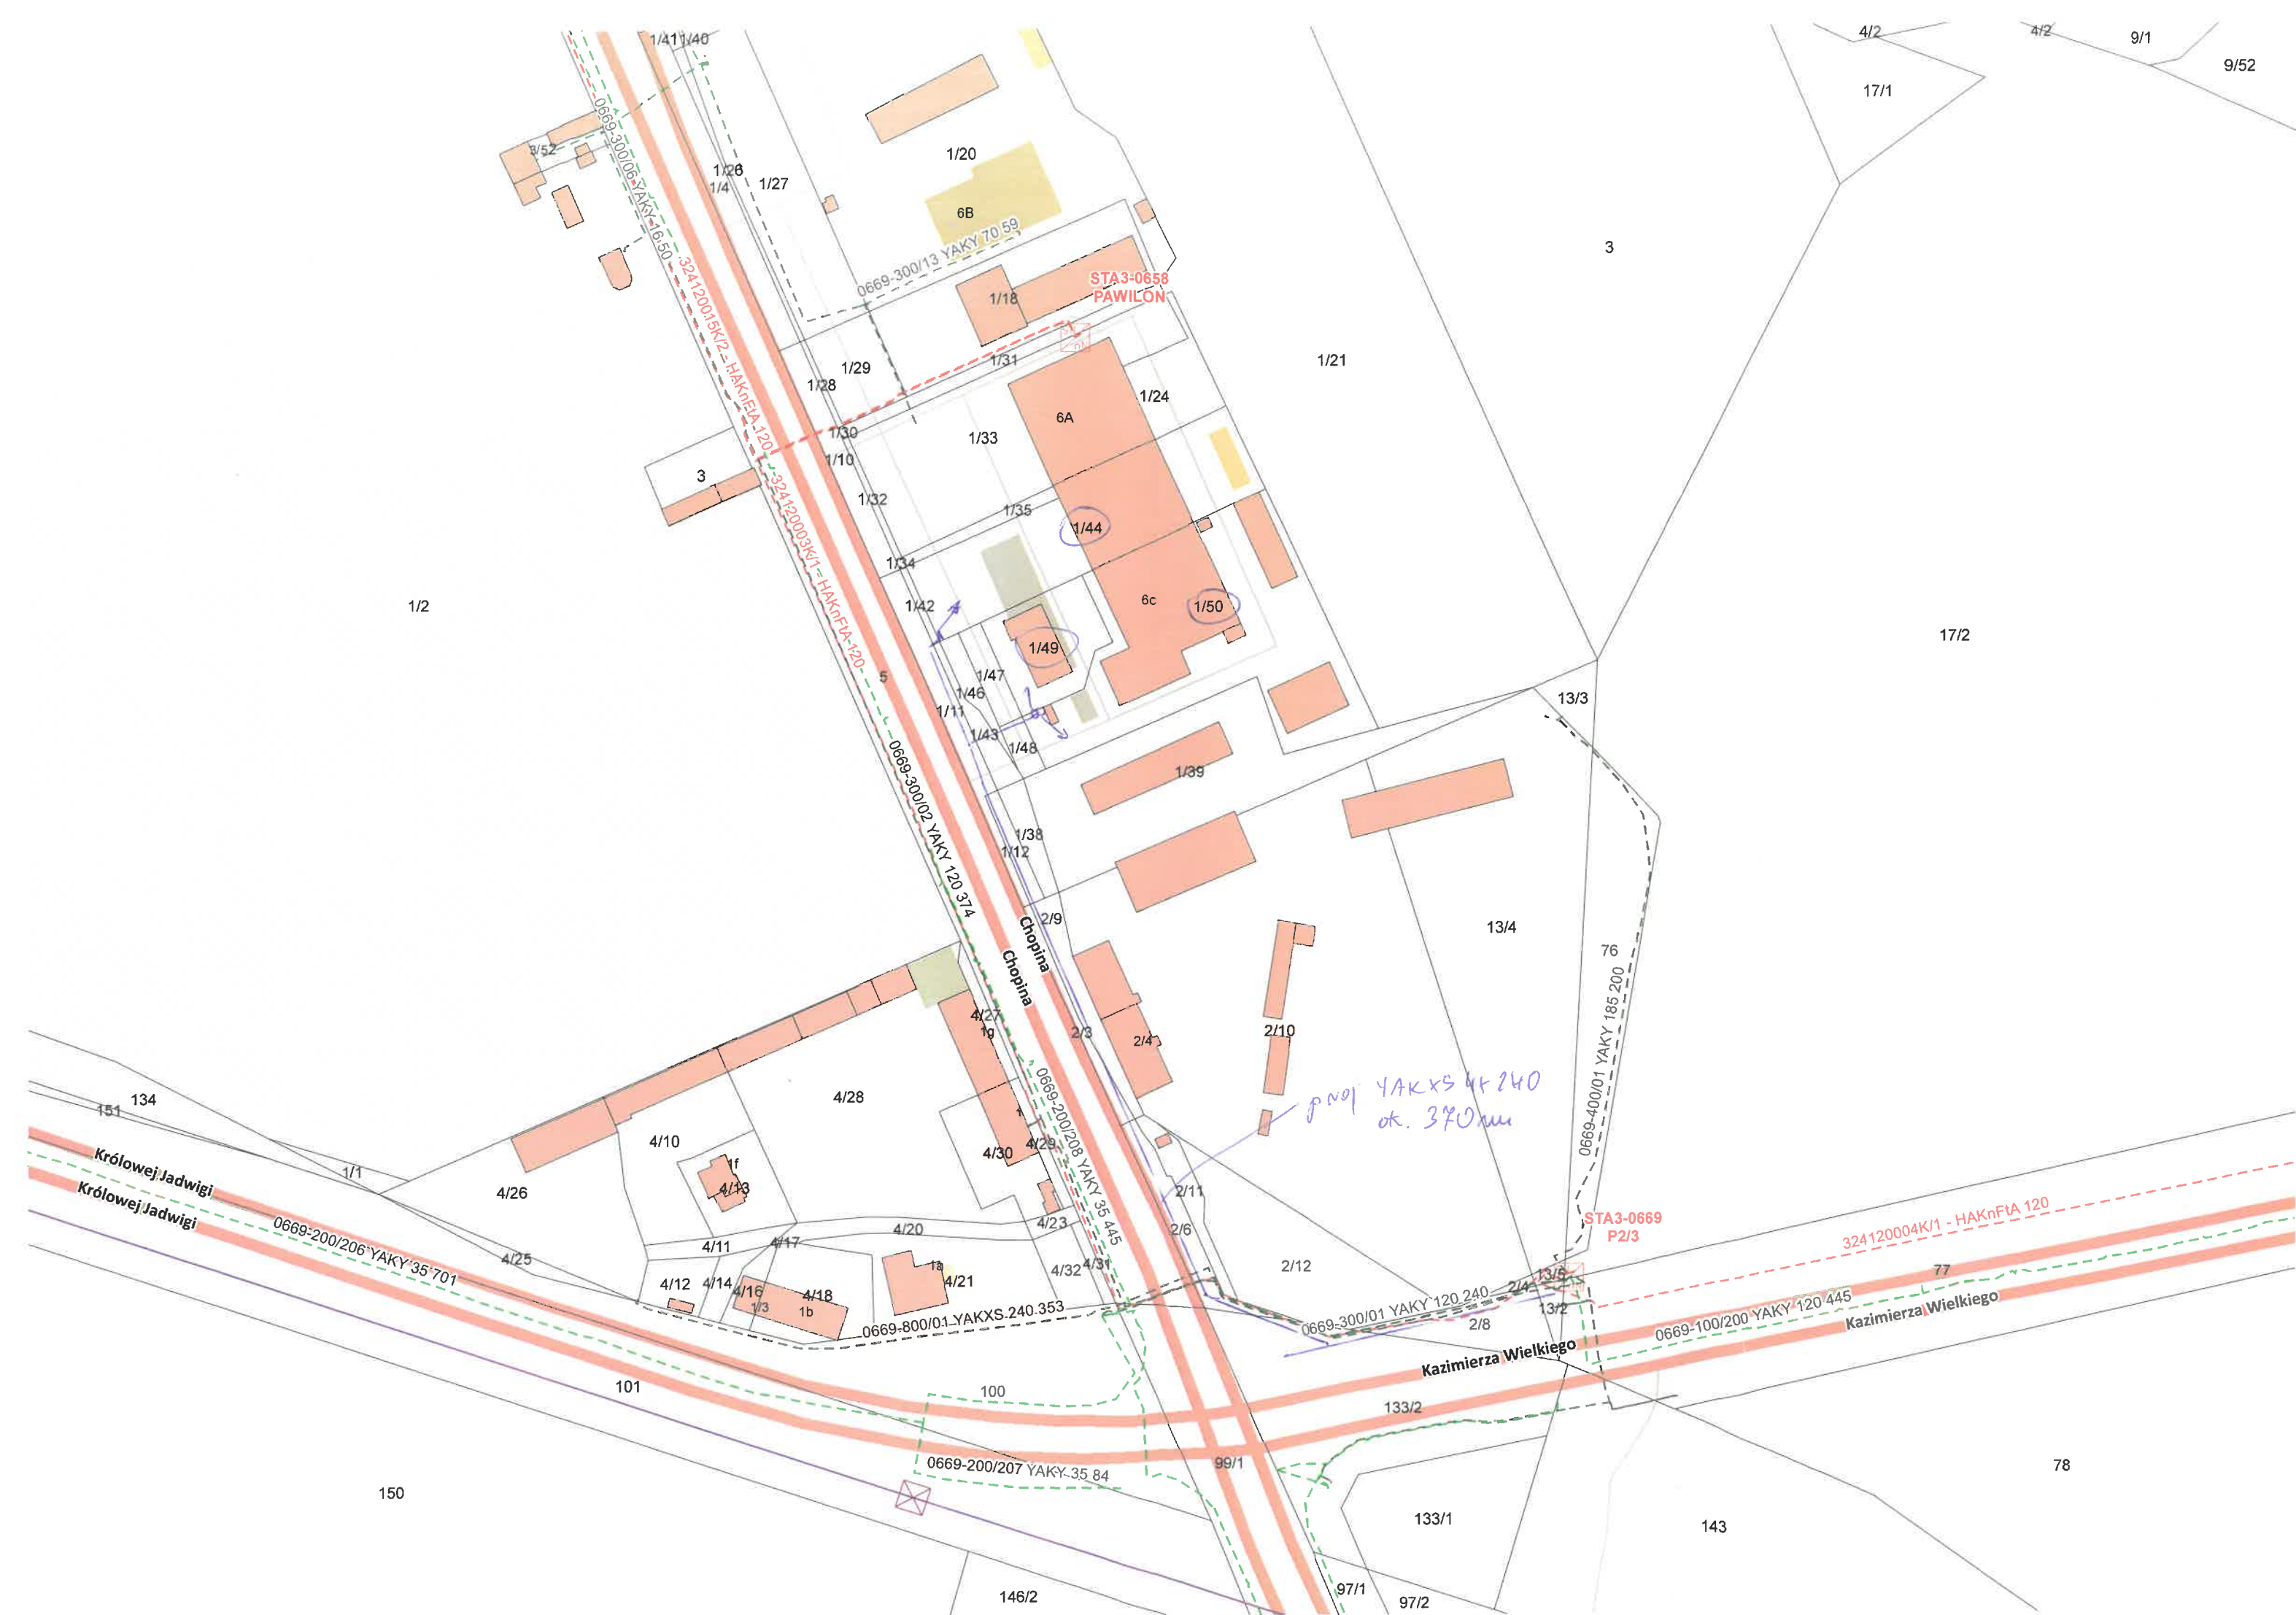 1/41
1/40
4/2
4/2
9/1
9/52
17/1
3/52
1/20
1/4
1/27
6B
3
0669-300/06 YAKY 16 50
0669-300/13 YAKY 70 59
STA3-0658
PAWILON
1/18
324120015K/2 - HAKnFtA 120
1/31
1/29
1/28
1/21
1/24
6A
1/30
1/33
1/10
3
1/32
1/35
1/44
324120003K/1 - HAKnFtA 120
1/34
1/42
1/2
6c
1/50
1/49
17/2
5
1/47
1/46
1/11
13/3
1/43
1/48
1/39
0669-300/02 YAKY 120 374
1/38
1/12
2/9
13/4
Chopina
Chopina
76
4/27
1g
2/3
2/4
2/10
0669-400/01 YAKY 185 200
proj YAKXS 4x240
ok. 370m
134
151
4/28
1
4/10
4/29
4/30
0669-200/208 YAKY 35 445
1/1
Królowej Jadwigi
Królowej Jadwigi
4/26
1f
4/13
2/11
2/6
STA3-0669
P2/3
324120004K/1 - HAKnFtA 120
0669-200/206 YAKY 35 701
4/25
4/11
4/17
4/20
4/23
4/32
4/31
2/12
4/12
4/14
4/16
4/18
1/3
1b
1a
4/21
77
2/4
13/5
13/2
0669-300/01 YAKY 120 240
2/8
0669-800/01 YAKXS 240 353
0669-100/200 YAKY 120 445
Kazimierza Wielkiego
Kazimierza Wielkiego
101
100
133/2
0669-200/207 YAKY 35 84
99/1
150
78
133/1
143
146/2
97/1
97/2